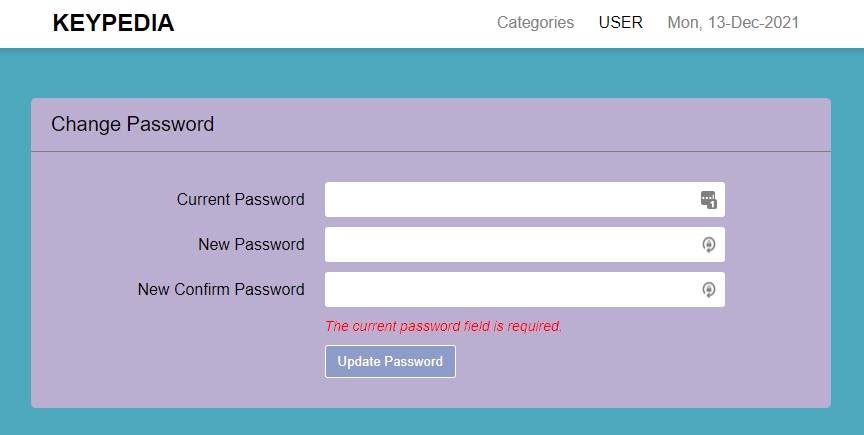 KEYPEDIA
Categories USER Mon, 13-Dec-2021
Change Password
Current Password
1
New Password
New Confirm Password
The current password field is required.
Update Password